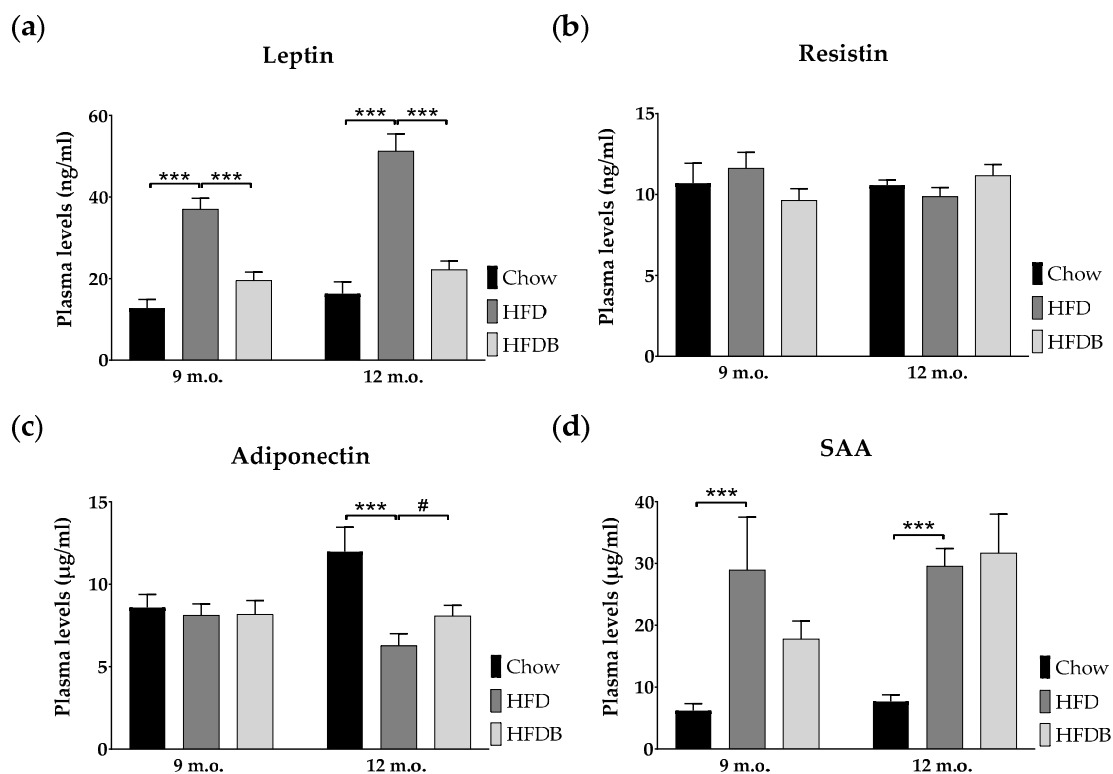 (a)
Leptin
Plasma levels (ng/ml)
60
40
20
0
***
***
***
***
9 m.o.
12 m.o.
Chow
HFD
HFDB
(b)
Resistin
Plasma levels (ng/ml)
15
10
5
0
9 m.o.
12 m.o.
Chow
HFD
HFDB
(c)
Adiponectin
Plasma levels (µg/ml)
15
10
5
0
***
#
9 m.o.
12 m.o.
Chow
HFD
HFDB
(d)
SAA
Plasma levels (µg/ml)
40
30
20
10
0
***
***
9 m.o.
12 m.o.
Chow
HFD
HFDB